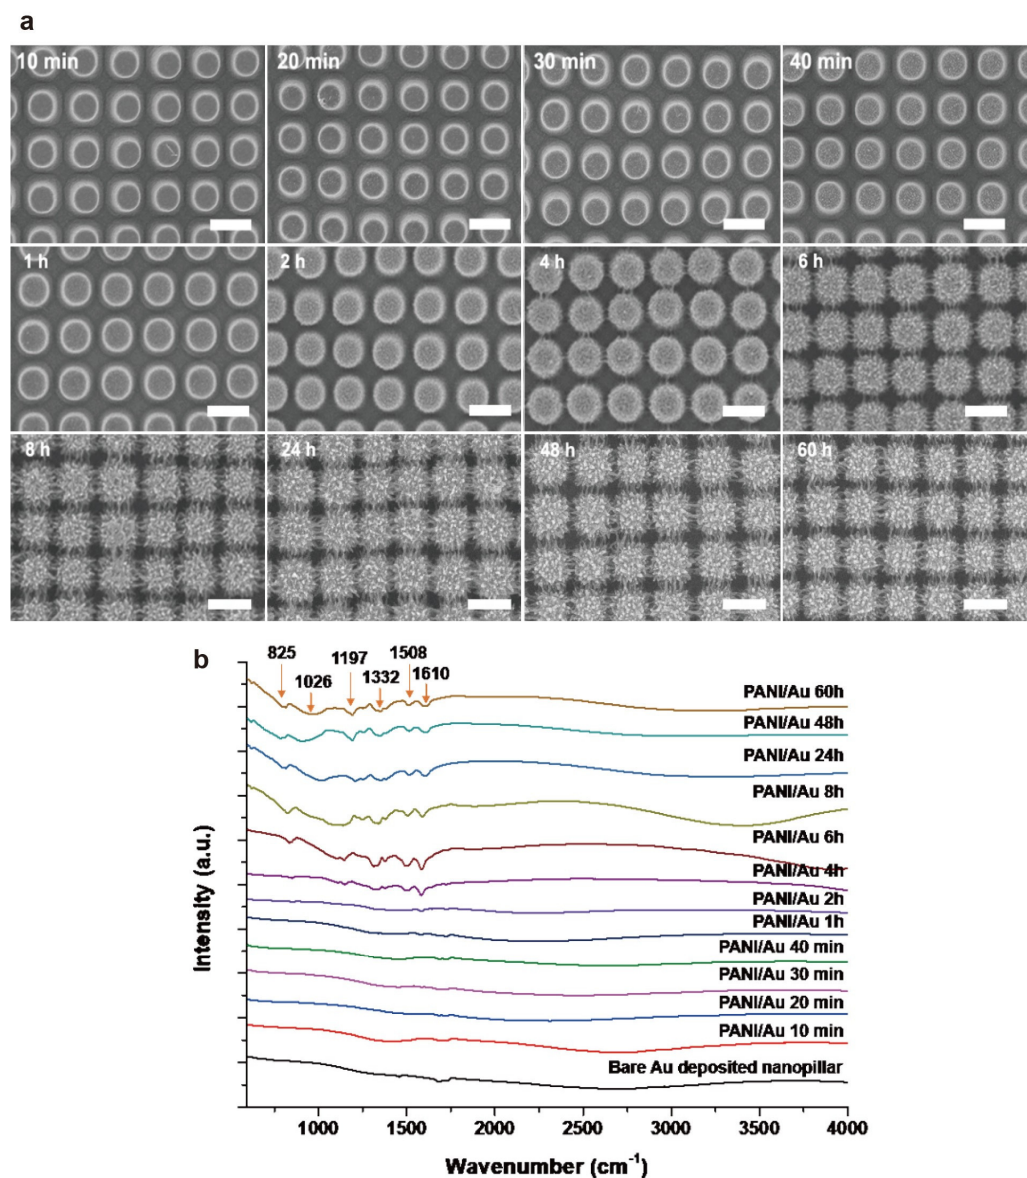 a
10 min
20 min
30 min
40 min
1 h
2 h
4 h
6 h
8 h
24 h
48 h
60 h
b
825
1026
1197
1332
1508
1610
PANI/Au 60h
PANI/Au 48h
PANI/Au 24h
PANI/Au 8h
PANI/Au 6h
PANI/Au 4h
PANI/Au 2h
PANI/Au 1h
PANI/Au 40 min
PANI/Au 30 min
PANI/Au 20 min
PANI/Au 10 min
Bare Au deposited nanopillar
Intensity (a.u.)
1000 1500 2000 2500 3000 3500 4000
Wavenumber (cm⁻¹)